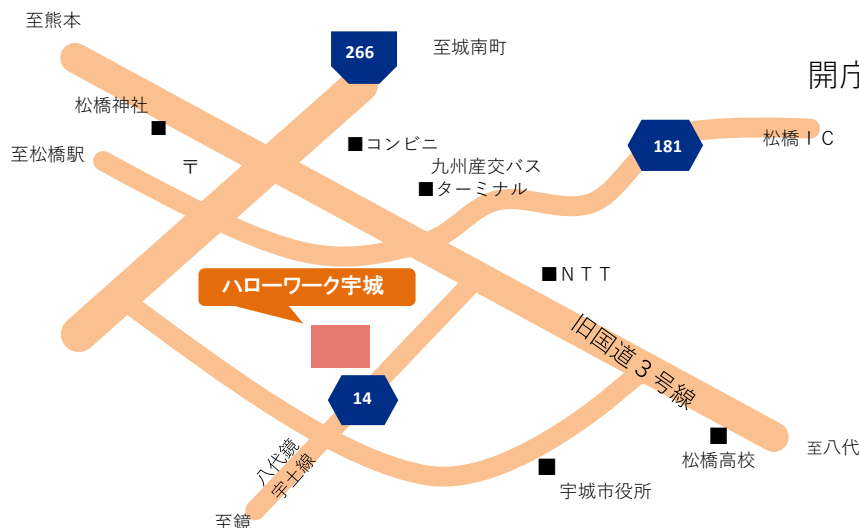 至熊本
266
至城南町
開庁
松橋神社
コンビニ
181
松橋ＩＣ
至松橋駅
〒
九州産交バス
ターミナル
ＮＴＴ
ハローワーク宇城
旧国道３号線
14
八代鏡
宇土線
松橋高校
至八代
宇城市役所
至鏡